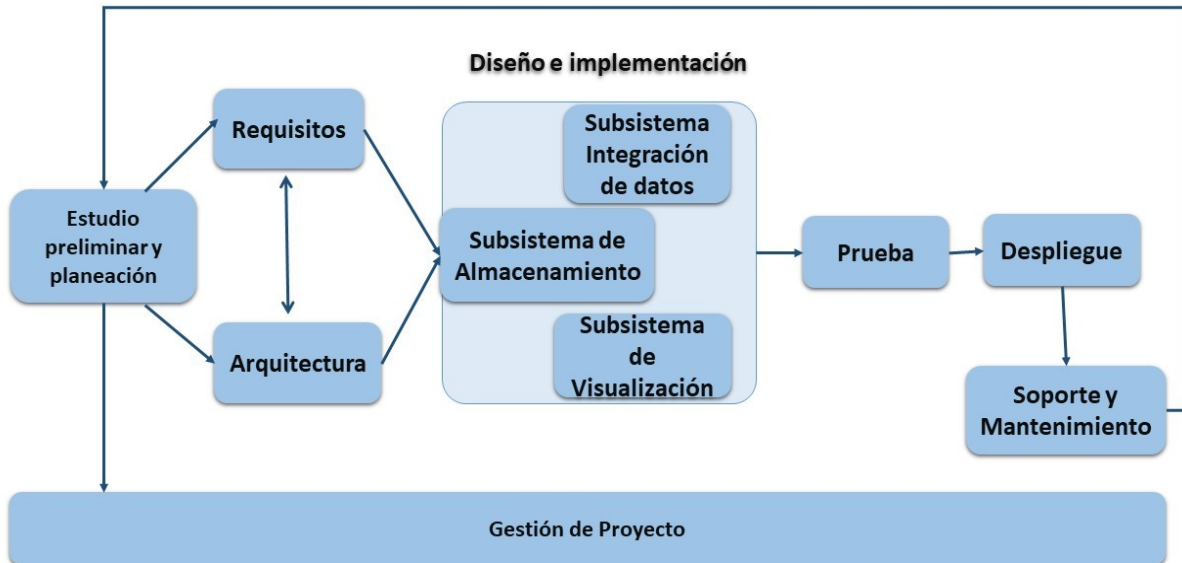 Diseño e implementación
Requisitos
Subsistema
Integración
de datos
Estudio
preliminar y
planeación
Subsistema de
Almacenamiento
Prueba
Despliegue
Arquitectura
Subsistema
de
Visualización
Soporte y
Mantenimiento
Gestión de Proyecto